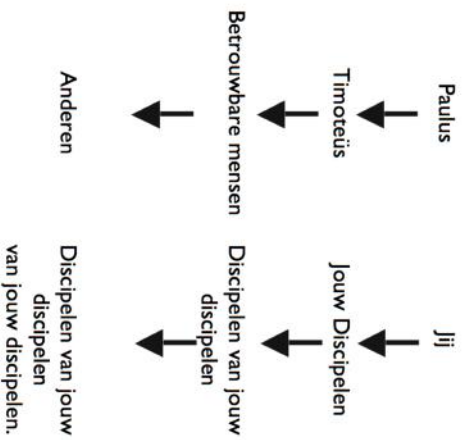 Paulus
Timoteüs
Betrouwbare mensen
Anderen
Jij
Jouw Discipelen
Discipelen van jouw
discipelen
Discipelen van jouw
discipelen
van jouw discipelen.